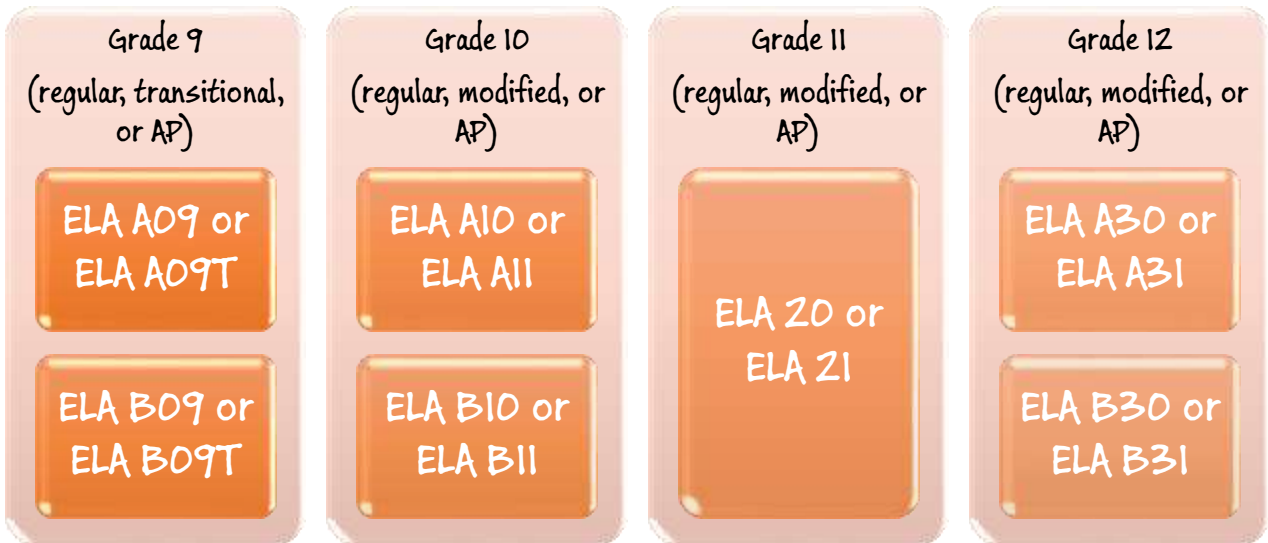 Grade 9
(regular, transitional,
or AP)
ELA A09 or
ELA A09T
ELA B09 or
ELA B09T
Grade 10
(regular, modified, or
AP)
ELA A10 or
ELA A11
ELA B10 or
ELA B11
Grade 11
(regular, modified, or
AP)
ELA 20 or
ELA 21
Grade 12
(regular, modified, or
AP)
ELA A30 or
ELA A31
ELA B30 or
ELA B31